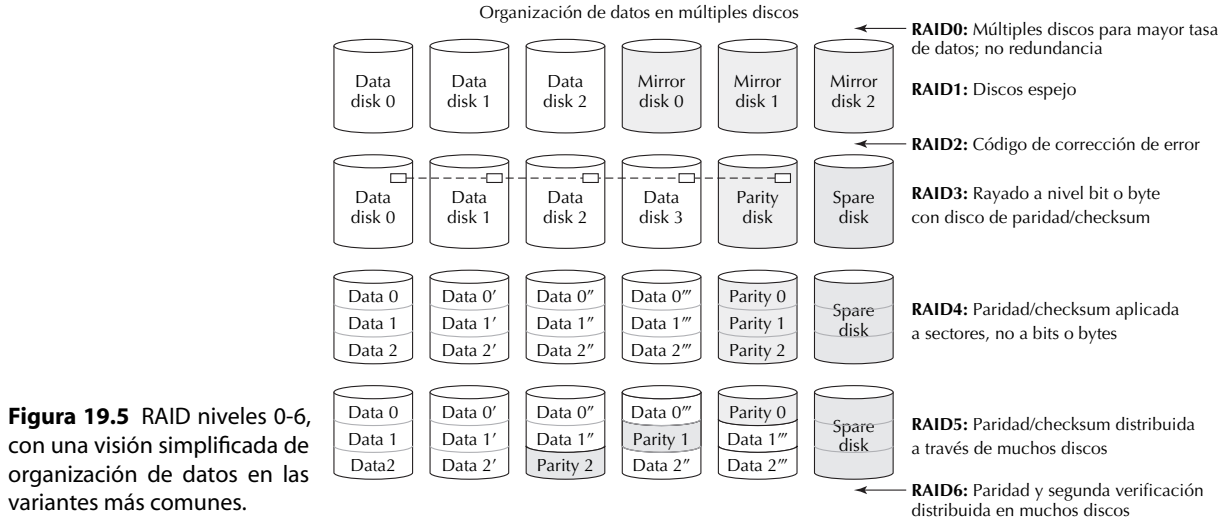 Organización de datos en múltiples discos
RAID0: Múltiples discos para mayor tasa
de datos; no redundancia
Data
disk 0
Data
disk 1
Data
disk 2
Mirror
disk 0
Mirror
disk 1
Mirror
disk 2
RAID1: Discos espejo
RAID2: Código de corrección de error
Data
disk 0
Data
disk 1
Data
disk 2
Data
disk 3
Parity
disk
Spare
disk
RAID3: Rayado a nivel bit o byte
con disco de paridad/checksum
Data 0 Data 0′ Data 0″ Data 0‴ Parity 0
Data 1 Data 1′ Data 1″ Data 1‴ Parity 1
Data 2 Data 2′ Data 2″ Data 2‴ Parity 2
Spare
disk
RAID4: Paridad/checksum aplicada
a sectores, no a bits o bytes
Data 0 Data 0′ Data 0″ Data 0‴ Parity 0
Data 1 Data 1′ Data 1″ Parity 1 Data 1‴
Data2 Data 2′ Parity 2 Data 2″ Data 2‴
Spare
disk
RAID5: Paridad/checksum distribuida
a través de muchos discos
RAID6: Paridad y segunda verificación
distribuida en muchos discos
Figura 19.5 RAID niveles 0-6,
con una visión simplificada de
organización de datos en las
variantes más comunes.